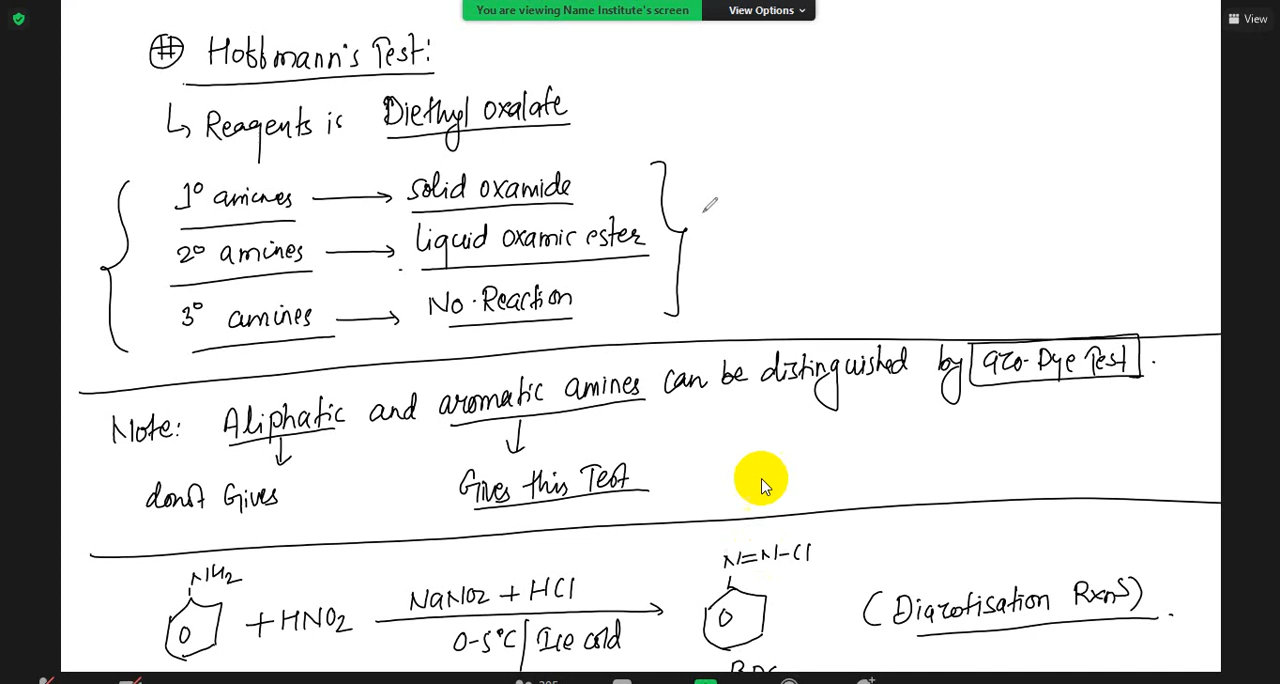 You are viewing Name Institute's screen View Options
View
# Hoffmann's Test:
↳ Reagents is Diethyl oxalate
1° amines → solid oxamide
2° amines → liquid oxamic ester
3° amines → No Reaction
Note: Aliphatic and aromatic amines can be distinguished by azo-Dye Test.
don't Gives Gives this Test
NH2 N=N-Cl
+ HNO2 NaNO2 + HCl → (Diazotisation Rxns).
0-5°C / Ice cold